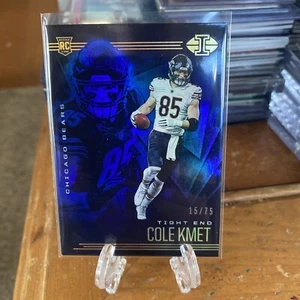 RC
I
CHICAGO BEARS
85
15/75
TIGHT END
COLE KMET